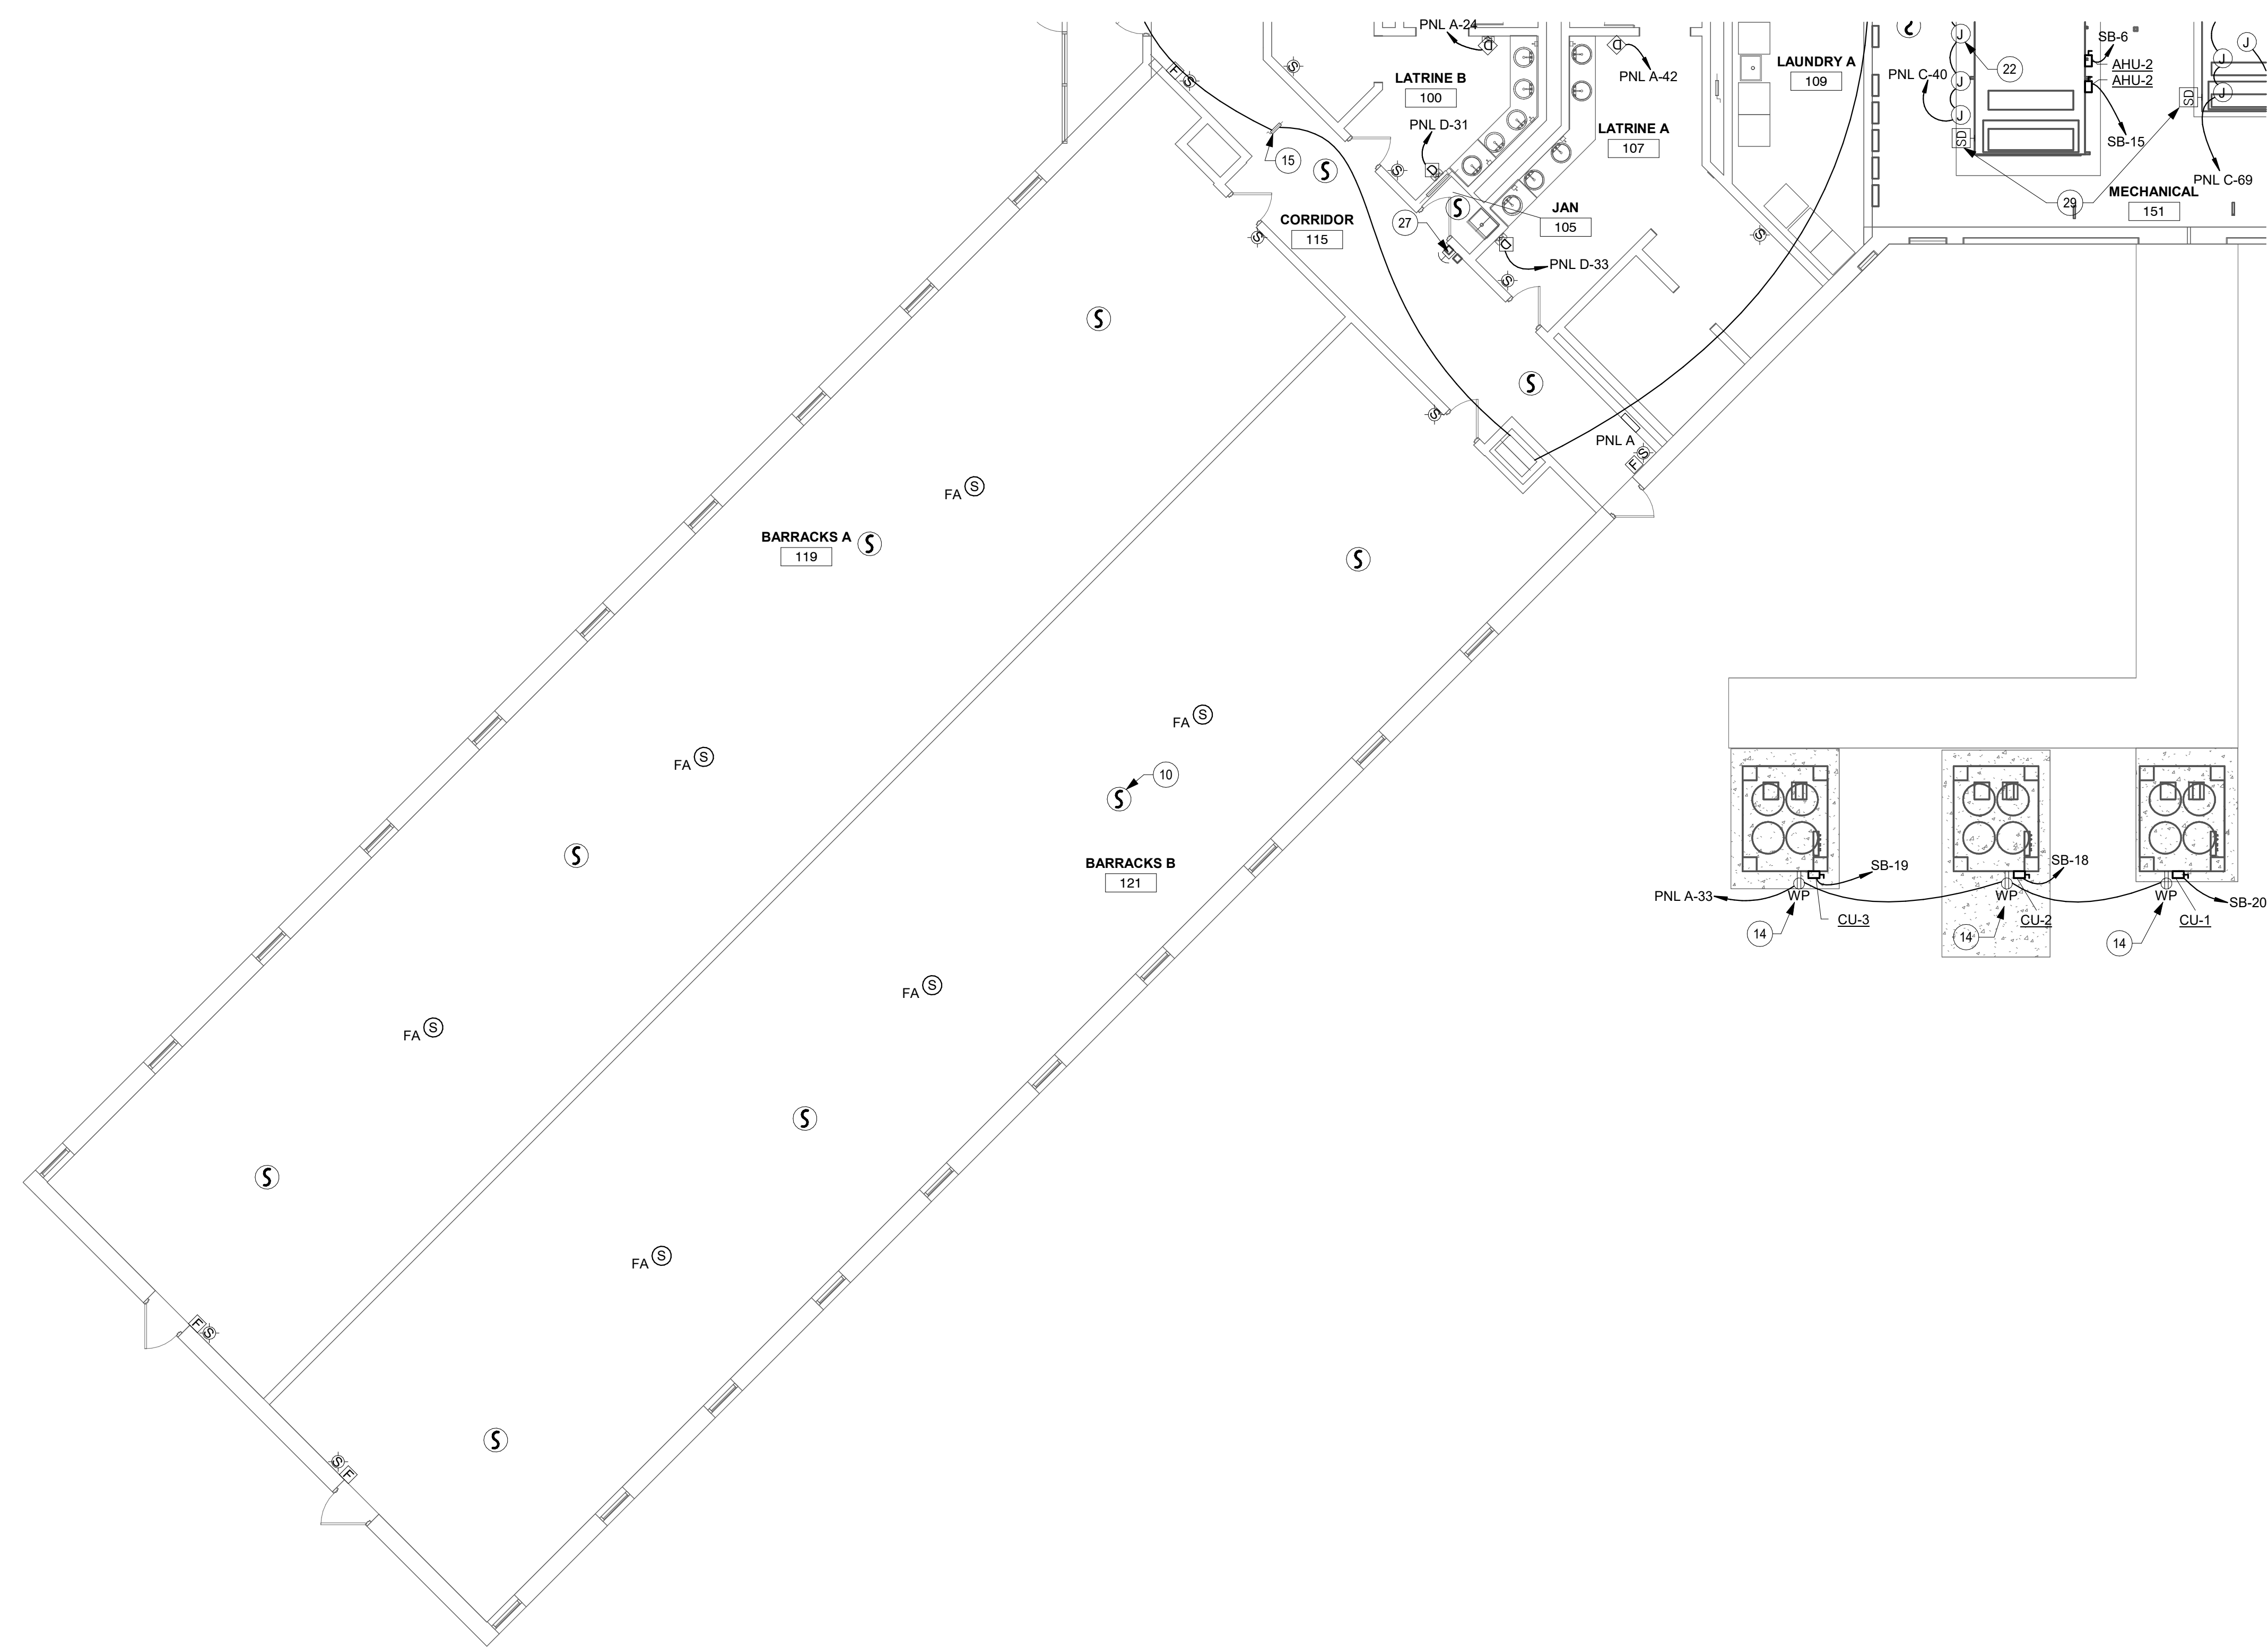 PNL A-24
D
D
PNL A-42
LATRINE B
100
PNL D-31
D
LATRINE A
107
LAUNDRY A
109
PNL C-40
J
J
J
22
SB-6
AHU-2
AHU-2
SB-15
SD
SD
J
J
J
PNL C-69
29
MECHANICAL
151
F
S
S
15
S
S
S
S
27
JAN
105
D
PNL D-33
S
S
CORRIDOR
115
S
S
S
S
PNL A
S
F
FA S
BARRACKS A
119
S
S
FA S
FA S
S
10
S
BARRACKS B
121
FA S
FA S
S
S
FA S
F
S
S
S
F
S
SB-19
SB-18
PNL A-33
WP
WP
WP
SB-20
14
CU-3
14
CU-2
14
CU-1